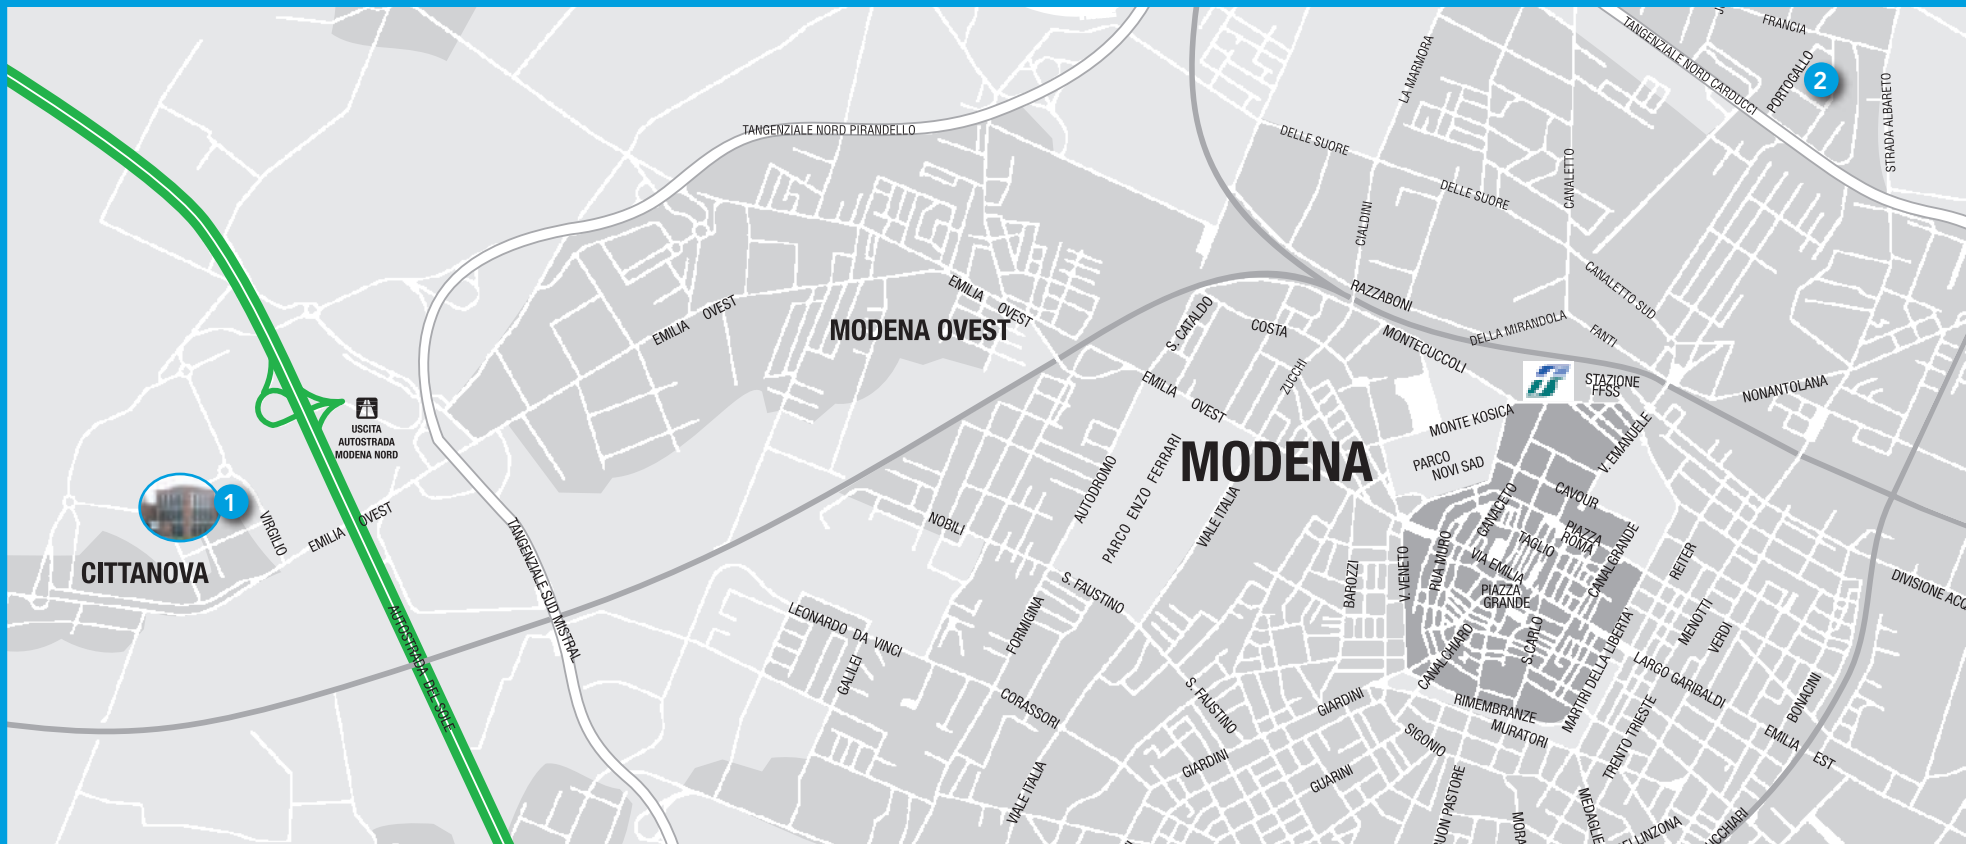 FRANCIA
TANGENZIALE NORD CARDUCCI
PORTOGALLO
2
STRADA ALBARETO
LA MARMORA
TANGENZIALE NORD PIRANDELLO
DELLE SUORE
CANALETTO
DELLE SUORE
CIALDINI
CANALETTO SUD
EMILIA OVEST
EMILIA OVEST
MODENA OVEST
RAZZABONI
S. CATALDO
COSTA
DELLA MIRANDOLA
FANTI
MONTECUCCOLI
ZUCCHI
STAZIONE
FFSS
NONANTOLANA
EMILIA OVEST
USCITA
AUTOSTRADA
MODENA NORD
MONTE KOSICA
V. EMANUELE
MODENA
PARCO
NOVI SAD
AUTODROMO
PARCO ENZO FERRARI
VIALE ITALIA
CAVOUR
GANACETO
1
VIRGILIO
EMILIA OVEST
CITTANOVA
NOBILI
TANGENZIALE SUD MISTRAL
PIAZZA
ROMA
TAGLIO
CANALGRANDE
RUA MURO
VIA EMILIA
V. VENETO
BAROZZI
REITER
DIVISIONE ACQ
PIAZZA
GRANDE
S. FAUSTINO
FORMIGINA
LEONARDO DA VINCI
GALILEI
AUTOSTRADA DEL SOLE
MENOTTI
VERDI
S.CARLO
CANALCHIARO
MARTIRI DELLA LIBERTA'
LARGO GARIBALDI
S. FAUSTINO
GIARDINI
CORASSORI
RIMEMBRANZE
MURATORI
BONACINI
TRENTO TRIESTE
SIGONIO
EMILIA EST
GIARDINI
GUARINI
VIALE ITALIA
UON PASTORE
MORA
MEDAGLIE
ELLINZONA
UCCHIARI